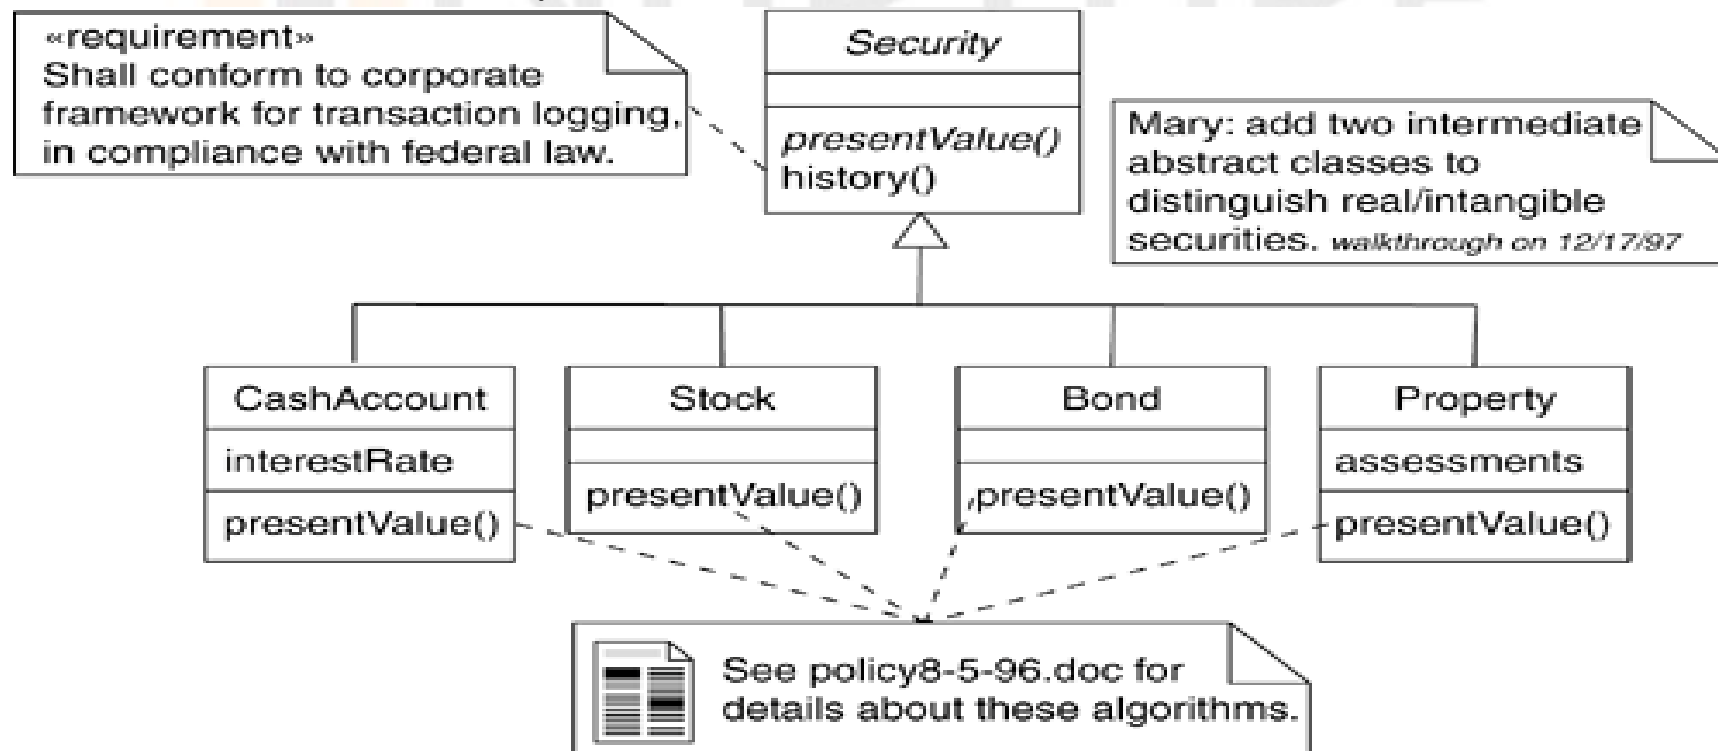 «requirement»
Shall conform to corporate
framework for transaction logging,
in compliance with federal law.
Security
presentValue()
history()
Mary: add two intermediate
abstract classes to
distinguish real/intangible
securities. walkthrough on 12/17/97
CashAccount
interestRate
presentValue()
Stock
presentValue()
Bond
presentValue()
Property
assessments
presentValue()
See policy8-5-96.doc for
details about these algorithms.